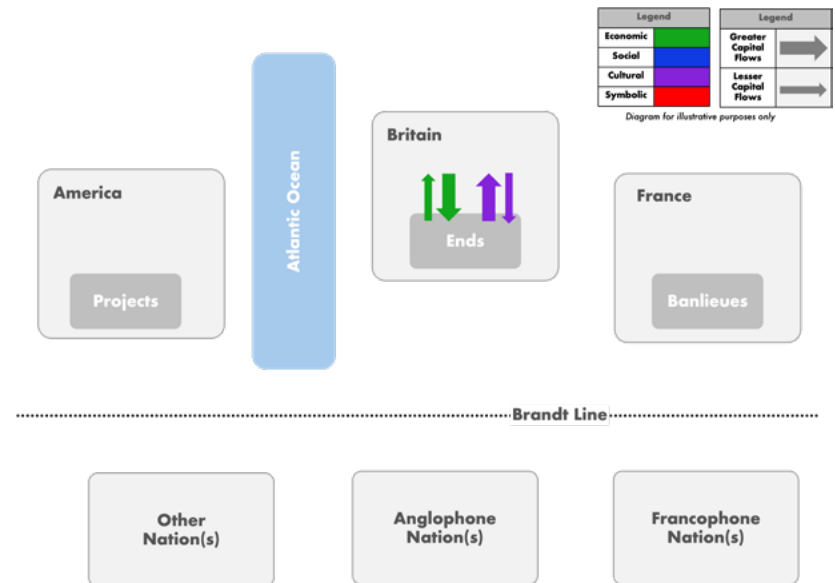 Legend
Economic
Social
Cultural
Symbolic
Legend
Greater
Capital
Flows
Lesser
Capital
Flows
Diagram for illustrative purposes only
America
Projects
Atlantic Ocean
Britain
Ends
France
Banlieues
Brandt Line
Other
Nation(s)
Anglophone
Nation(s)
Francophone
Nation(s)